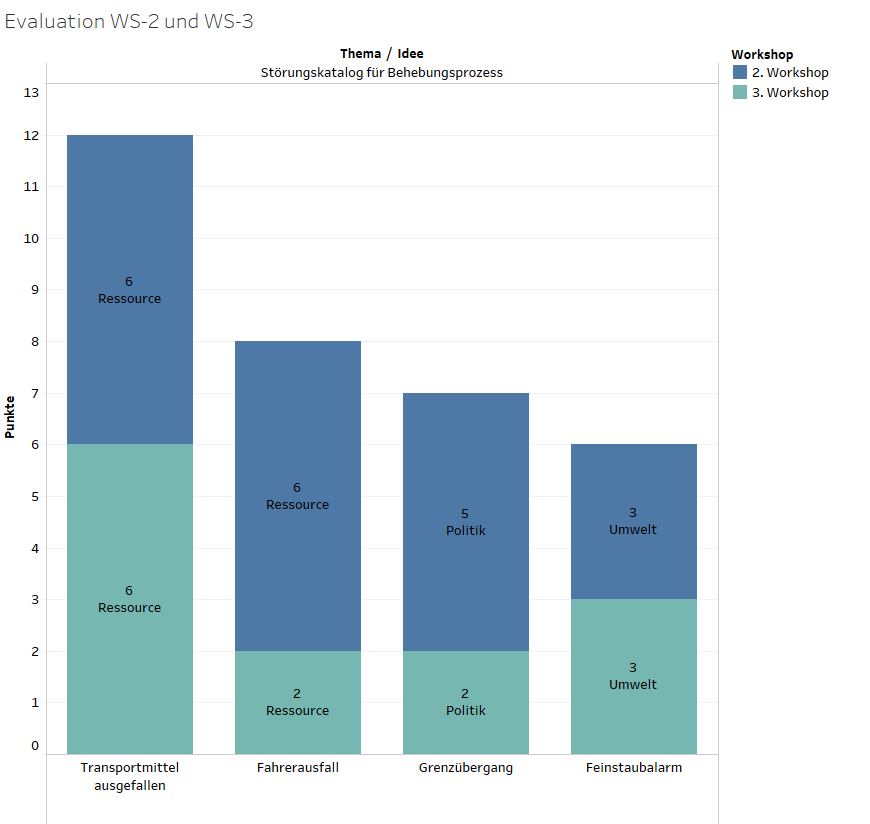 Evaluation WS-2 und WS-3
Thema / Idee
Störungskatalog für Behebungsprozess
Workshop
2. Workshop
3. Workshop
Punkte
13
12
11
10
9
8
7
6
5
4
3
2
1
0
6
Ressource
6
Ressource
6
Ressource
2
Ressource
5
Politik
2
Politik
3
Umwelt
3
Umwelt
Transportmittel
ausgefallen
Fahrerausfall
Grenzübergang
Feinstaubalarm